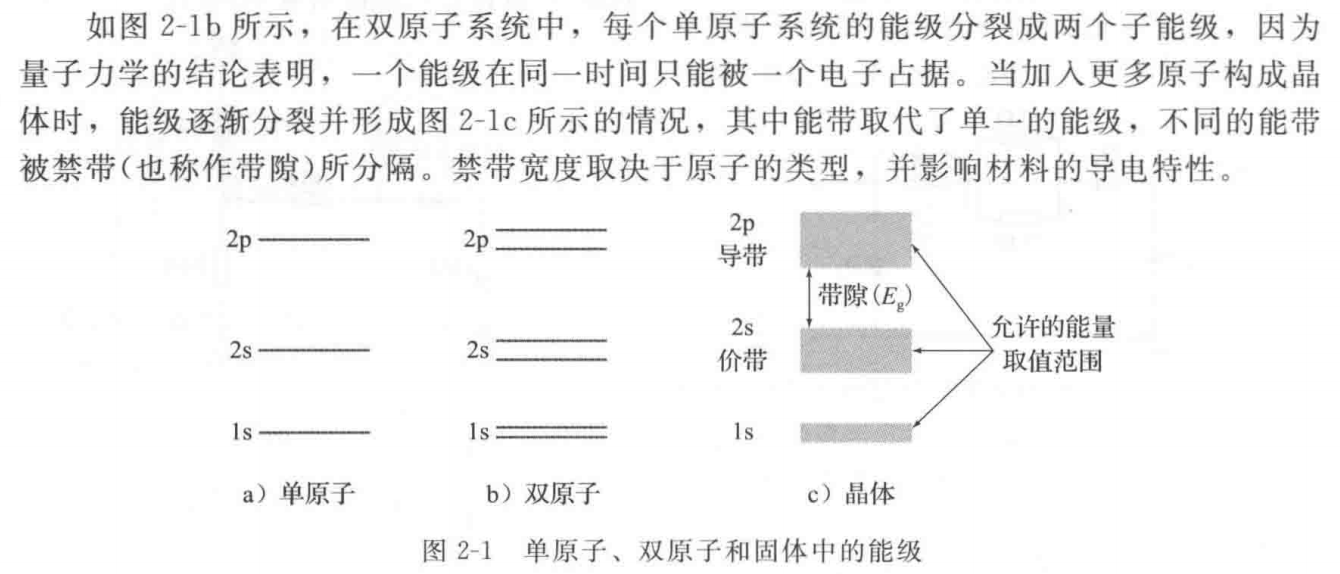 如图 2-1b 所示，在双原子系统中，每个单原子系统的能级分裂成两个子能级，因为
量子力学的结论表明，一个能级在同一时间只能被一个电子占据。当加入更多原子构成晶
体时，能级逐渐分裂并形成图 2-1c 所示的情况，其中能带取代了单一的能级，不同的能带
被禁带(也称作带隙)所分隔。禁带宽度取决于原子的类型，并影响材料的导电特性。
2p
2s
1s
a）单原子
2p
2s
1s
b）双原子
2p
导带
带隙(Eg)
2s
价带
1s
允许的能量
取值范围
c）晶体
图 2-1 单原子、双原子和固体中的能级